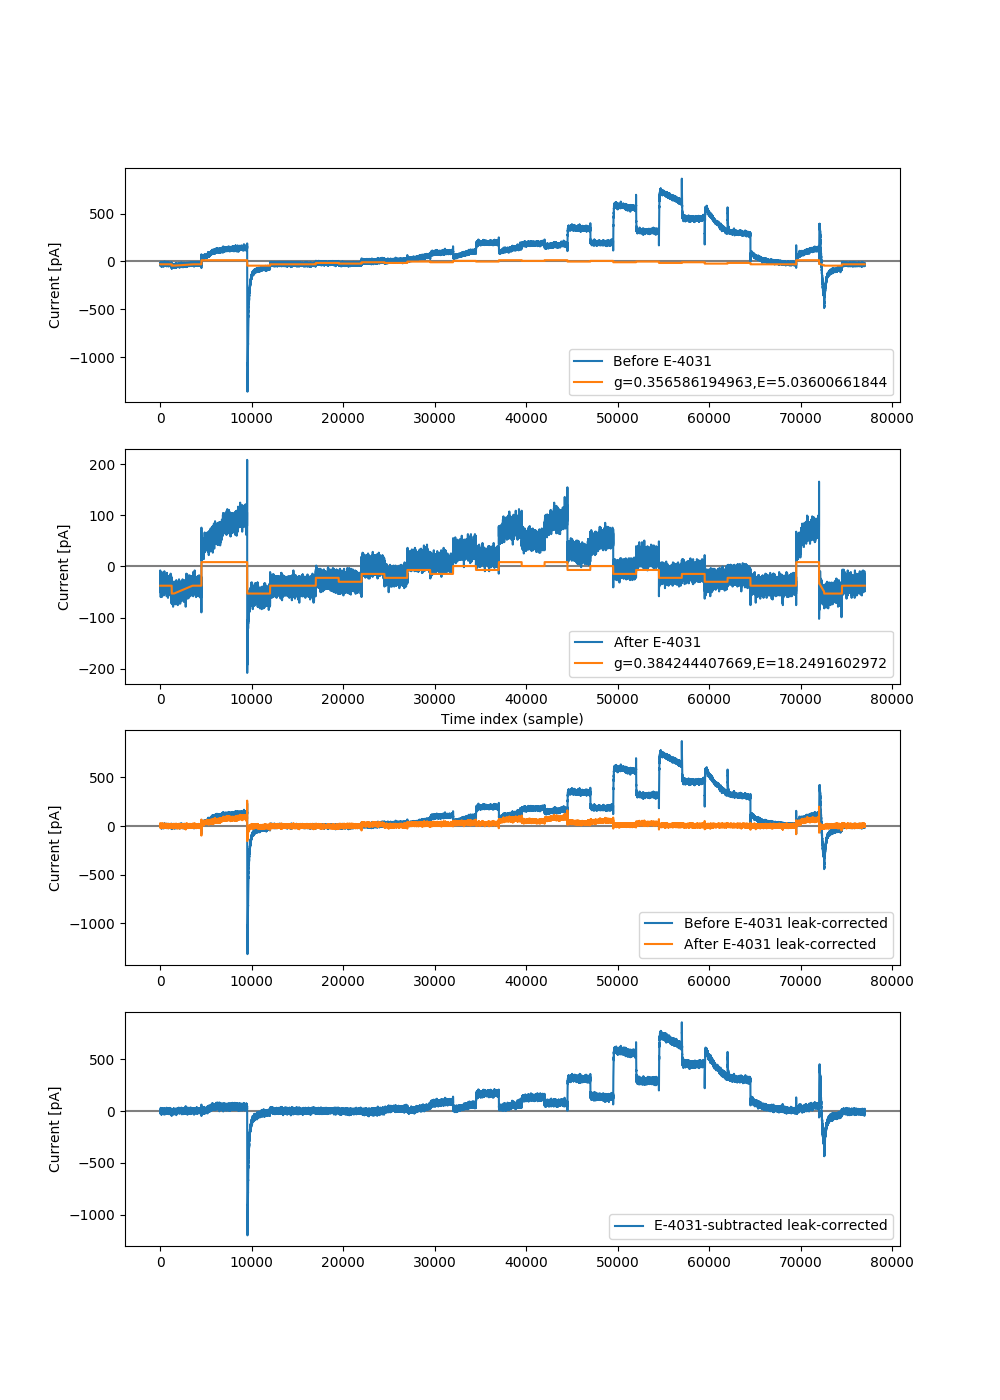 500
0
−500
−1000
Current [pA]
Before E-4031
g=0.356586194963,E=5.03600661844
0 10000 20000 30000 40000 50000 60000 70000 80000
200
100
0
−100
−200
Current [pA]
After E-4031
g=0.384244407669,E=18.2491602972
0 10000 20000 30000 40000 50000 60000 70000 80000
Time index (sample)
500
0
−500
−1000
Current [pA]
Before E-4031 leak-corrected
After E-4031 leak-corrected
0 10000 20000 30000 40000 50000 60000 70000 80000
500
0
−500
−1000
Current [pA]
E-4031-subtracted leak-corrected
0 10000 20000 30000 40000 50000 60000 70000 80000